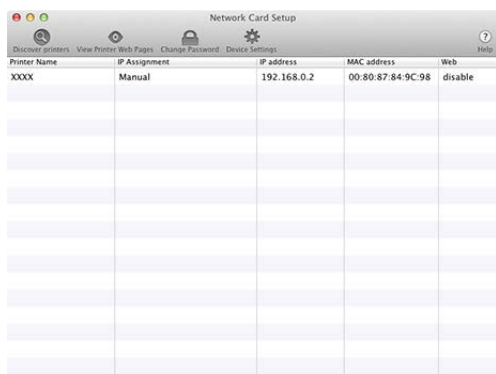 Network Card Setup
Discover printers View Printer Web Pages Change Password Device Settings Help
Printer Name IP Assignment IP address MAC address Web
XXXX Manual 192.168.0.2 00:80:87:84:9C:98 disable